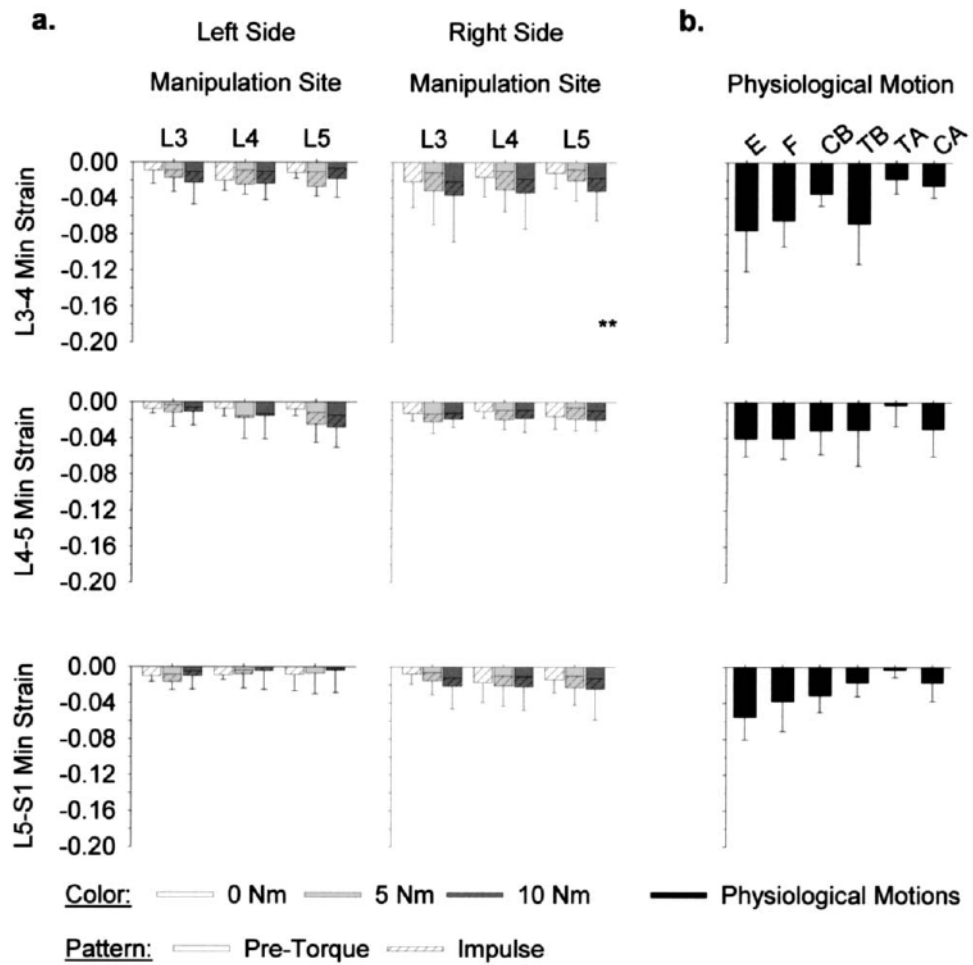 a.
Left Side
Right Side
b.
Manipulation Site
Manipulation Site
Physiological Motion
L3 L4 L5
L3 L4 L5
E F CB TB TA CA
L3-4 Min Strain
0.00
-0.04
-0.08
-0.12
-0.16
-0.20
**
L4-5 Min Strain
0.00
-0.04
-0.08
-0.12
-0.16
-0.20
L5-S1 Min Strain
0.00
-0.04
-0.08
-0.12
-0.16
-0.20
Color: 0 Nm 5 Nm 10 Nm Physiological Motions
Pattern: Pre-Torque Impulse